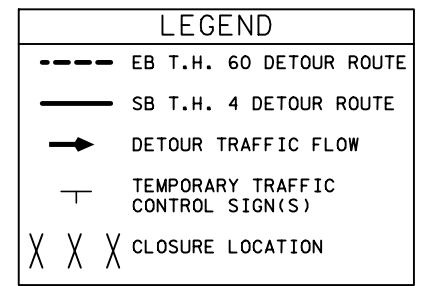 LEGEND
EB T.H. 60 DETOUR ROUTE
SB T.H. 4 DETOUR ROUTE
DETOUR TRAFFIC FLOW
TEMPORARY TRAFFIC
CONTROL SIGN(S)
X X X CLOSURE LOCATION